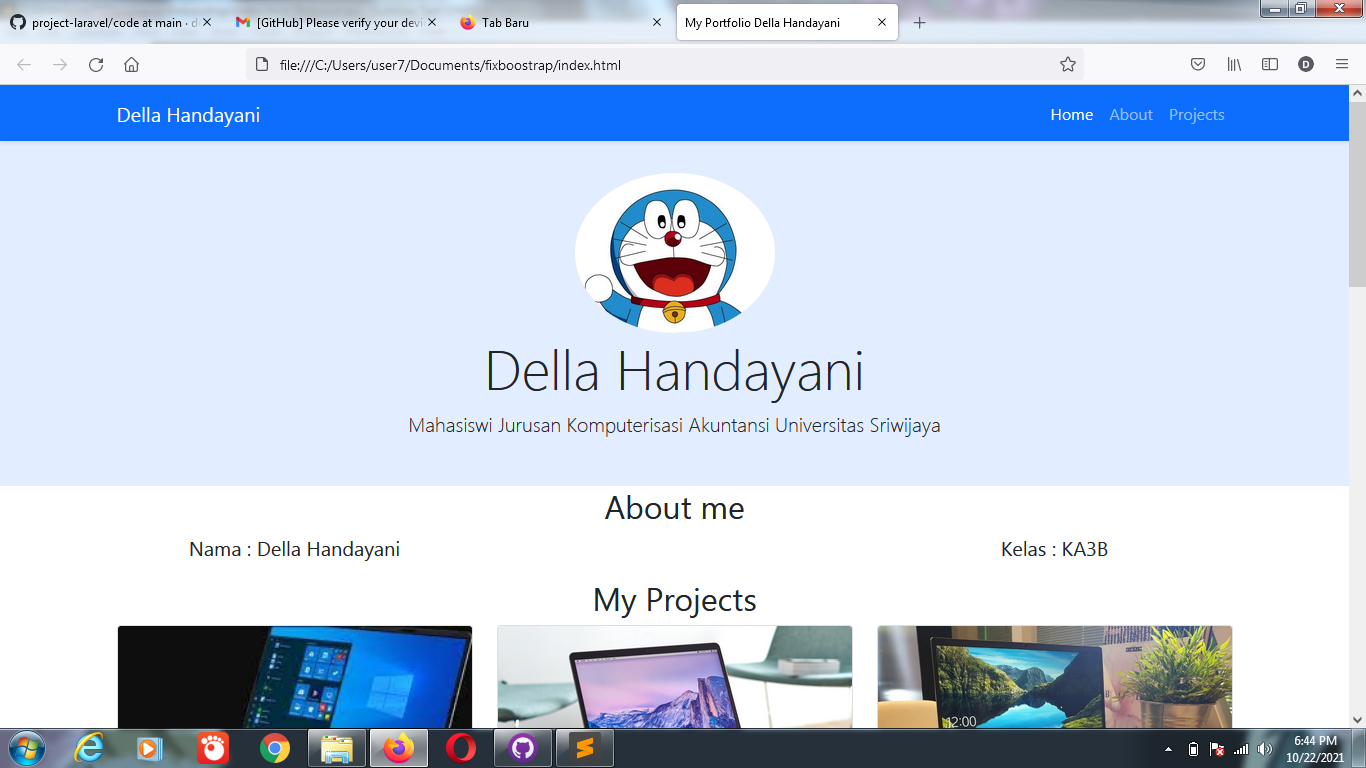 project-laravel/code at main · d
[GitHub] Please verify your devi
Tab Baru
My Portfolio Della Handayani
file:///C:/Users/user7/Documents/fixboostrap/index.html
D
Della Handayani
Home About Projects
Della Handayani
Mahasiswi Jurusan Komputerisasi Akuntansi Universitas Sriwijaya
About me
Nama : Della Handayani
Kelas : KA3B
My Projects
12:00
6:44 PM
10/22/2021